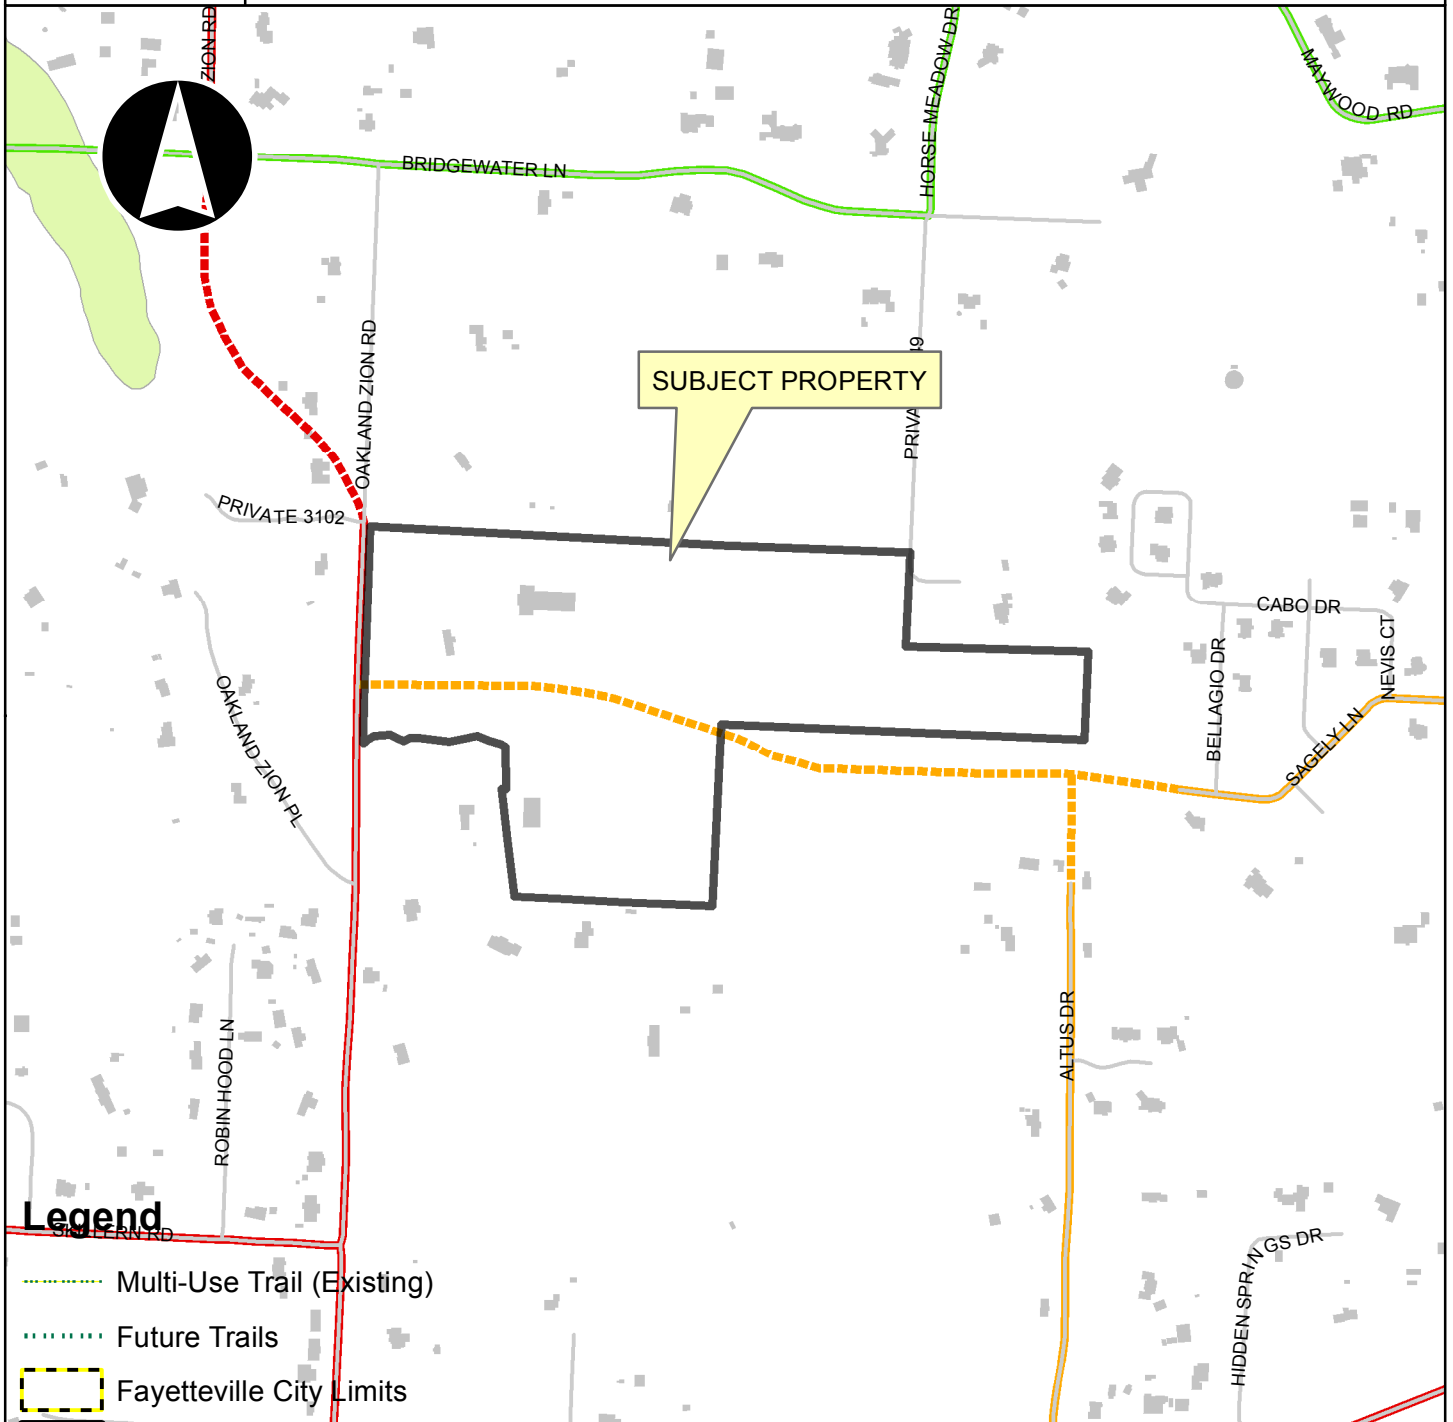 ZION RD
HORSE MEADOW DR
MAYWOOD RD
BRIDGEWATER LN
OAKLAND ZION RD
SUBJECT PROPERTY
PRIVATE 3102
CABO DR
NEVIS CT
BELLAGIO DR
SAGELY LN
OAKLAND ZION PL
ALTUS DR
ROBIN HOOD LN
HIDDEN SPRINGS DR
Legend
Multi-Use Trail (Existing)
Future Trails
Fayetteville City Limits